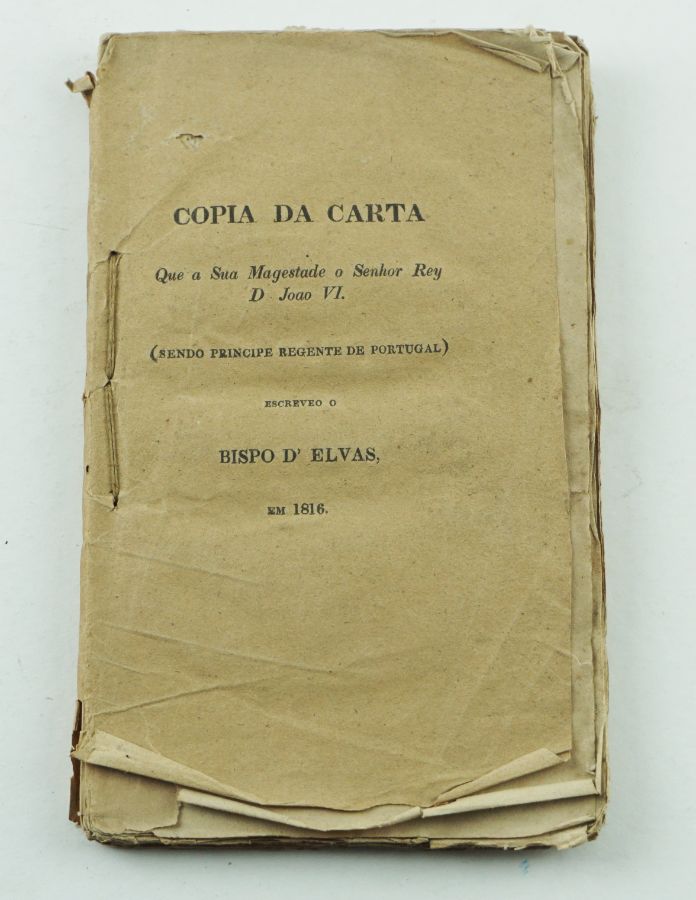 COPIA DA CARTA
Que a Sua Magestade o Senhor Rey
D Joao VI.
(SENDO PRINCIPE REGENTE DE PORTUGAL)
ESCREVEO O
BISPO D' ELVAS,
EM 1816.